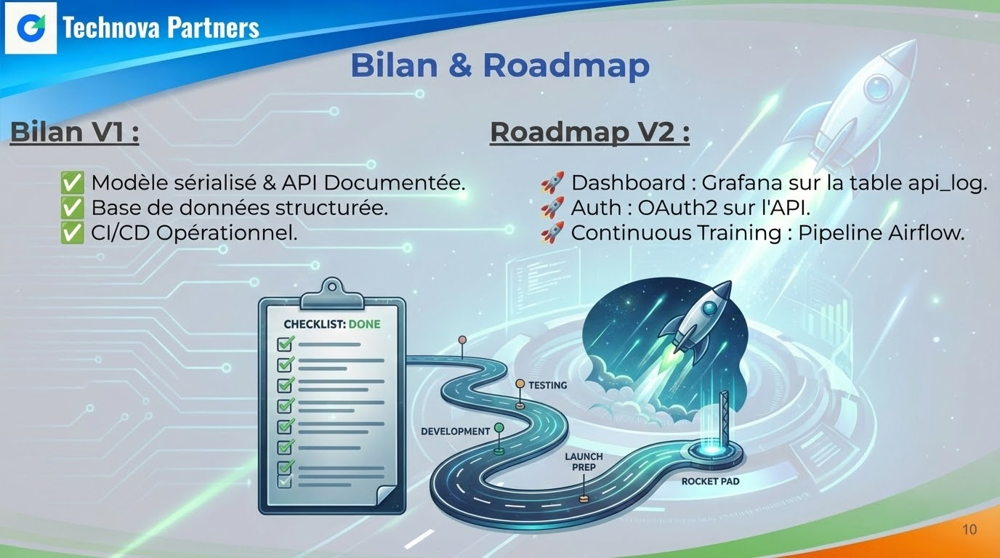 Technova Partners
Bilan & Roadmap
Bilan V1 :
✅ Modèle sérialisé & API Documentée.
✅ Base de données structurée.
✅ CI/CD Opérationnel.
Roadmap V2 :
🚀 Dashboard : Grafana sur la table api_log.
🚀 Auth : OAuth2 sur l'API.
🚀 Continuous Training : Pipeline Airflow.
CHECKLIST: DONE
TESTING
DEVELOPMENT
LAUNCH
PREP
ROCKET PAD
10